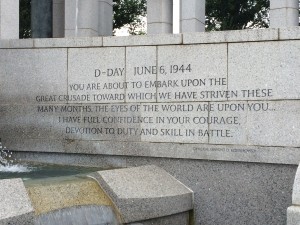 D-DAY JUNE 6, 1944
YOU ARE ABOUT TO EMBARK UPON THE
GREAT CRUSADE TOWARD WHICH WE HAVE STRIVEN THESE
MANY MONTHS. THE EYES OF THE WORLD ARE UPON YOU...
I HAVE FULL CONFIDENCE IN YOUR COURAGE,
DEVOTION TO DUTY AND SKILL IN BATTLE.